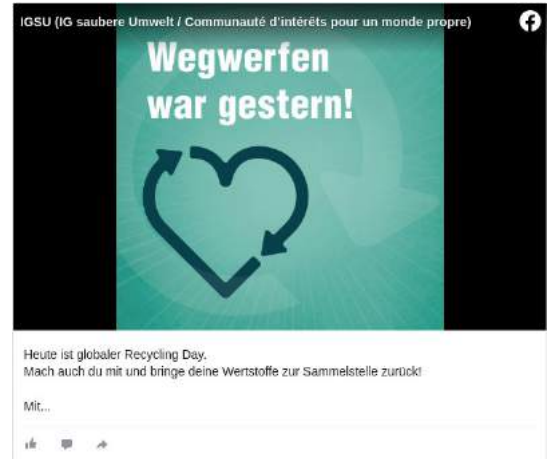 IGSU (IG saubere Umwelt / Communauté d'intérêts pour un monde propre)
Wegwerfen
war gestern!
Heute ist globaler Recycling Day.
Mach auch du mit und bringe deine Wertstoffe zur Sammelstelle zurück!
Mit...